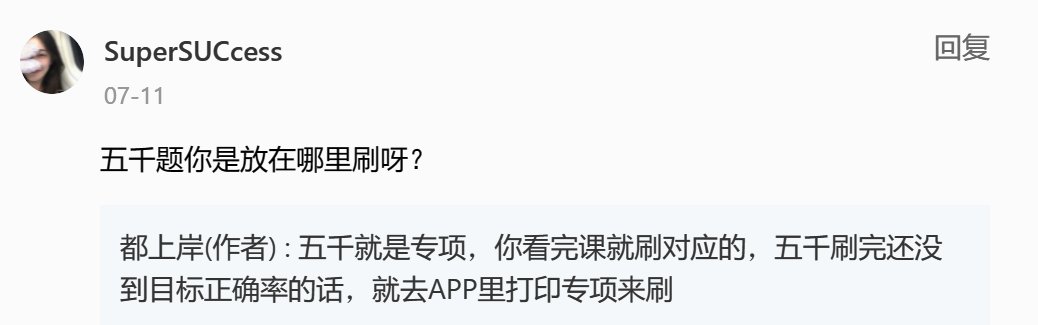 SuperSUCcess
回复
07-11
五千题你是放在哪里刷呀？
都上岸(作者) : 五千就是专项，你看完课就刷对应的，五千刷完还没
到目标正确率的话，就去APP里打印专项来刷